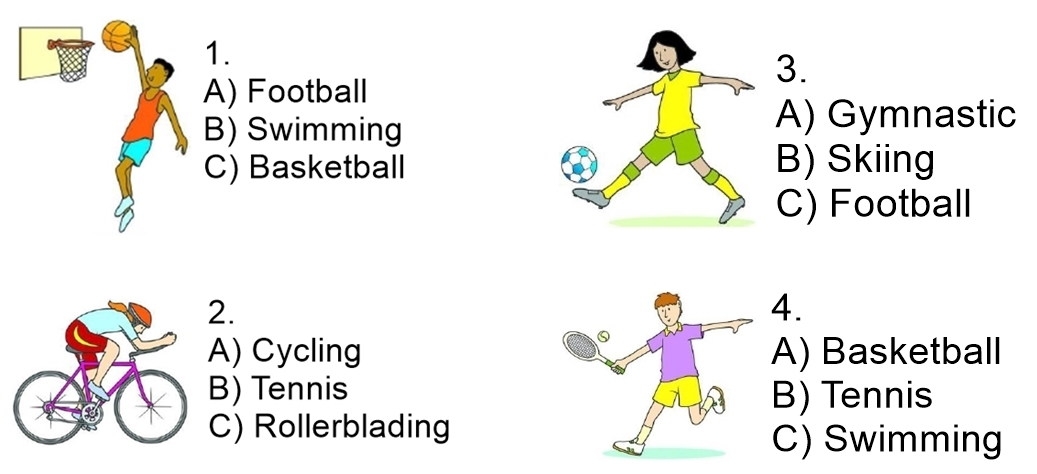 1.
A) Football
B) Swimming
C) Basketball
2.
A) Cycling
B) Tennis
C) Rollerblading
3.
A) Gymnastic
B) Skiing
C) Football
4.
A) Basketball
B) Tennis
C) Swimming